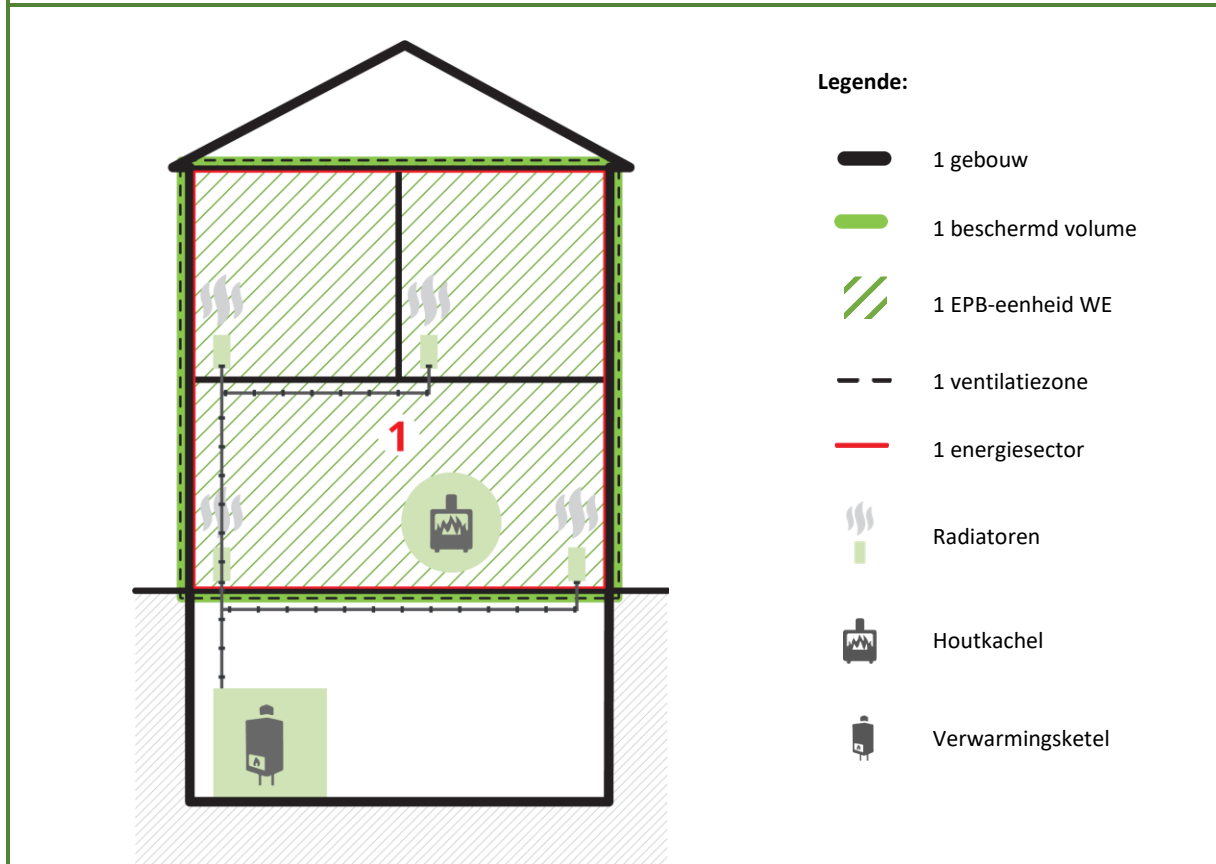 Legende:
1 gebouw
1 beschermd volume
1 EPB-eenheid WE
1 ventilatiezone
1 energiesector
Radiatoren
Houtkachel
Verwarmingsketel
1